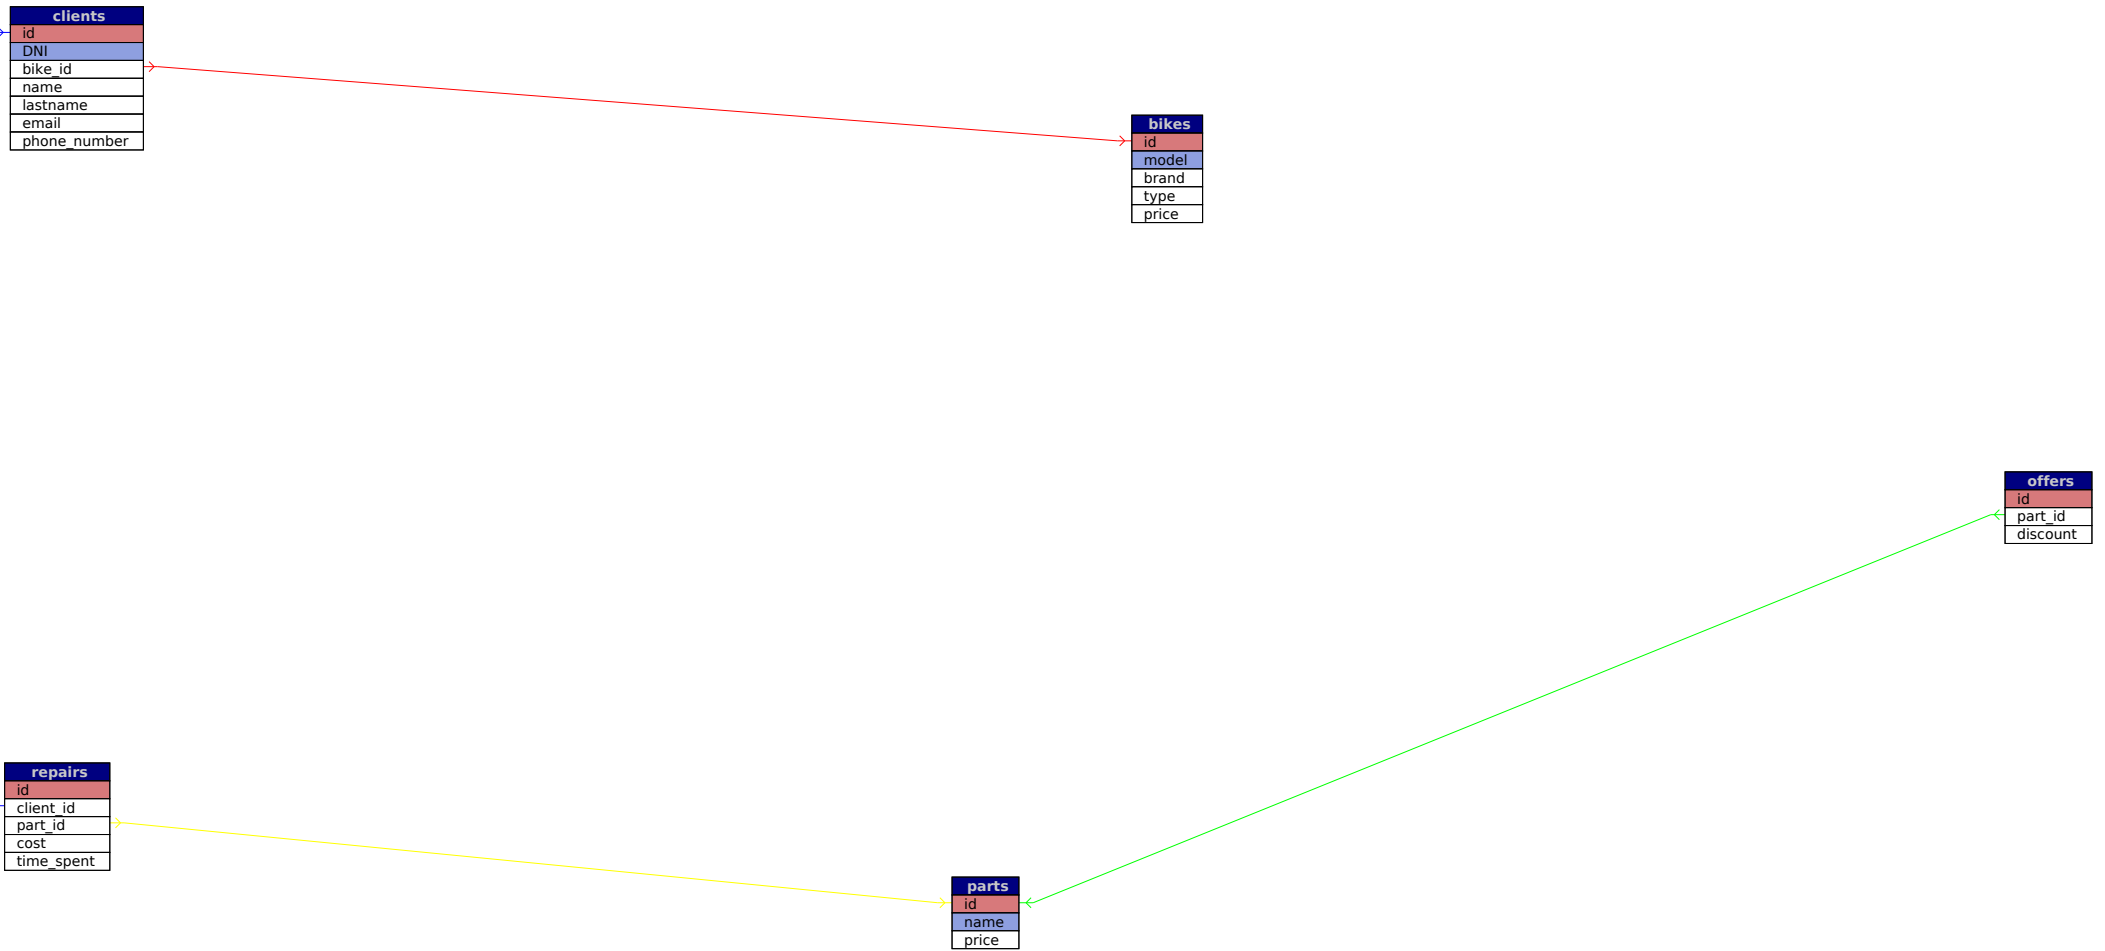 clients
id
DNI
bike_id
name
lastname
email
phone_number
bikes
id
model
brand
type
price
offers
id
part_id
discount
repairs
id
client_id
part_id
cost
time_spent
parts
id
name
price